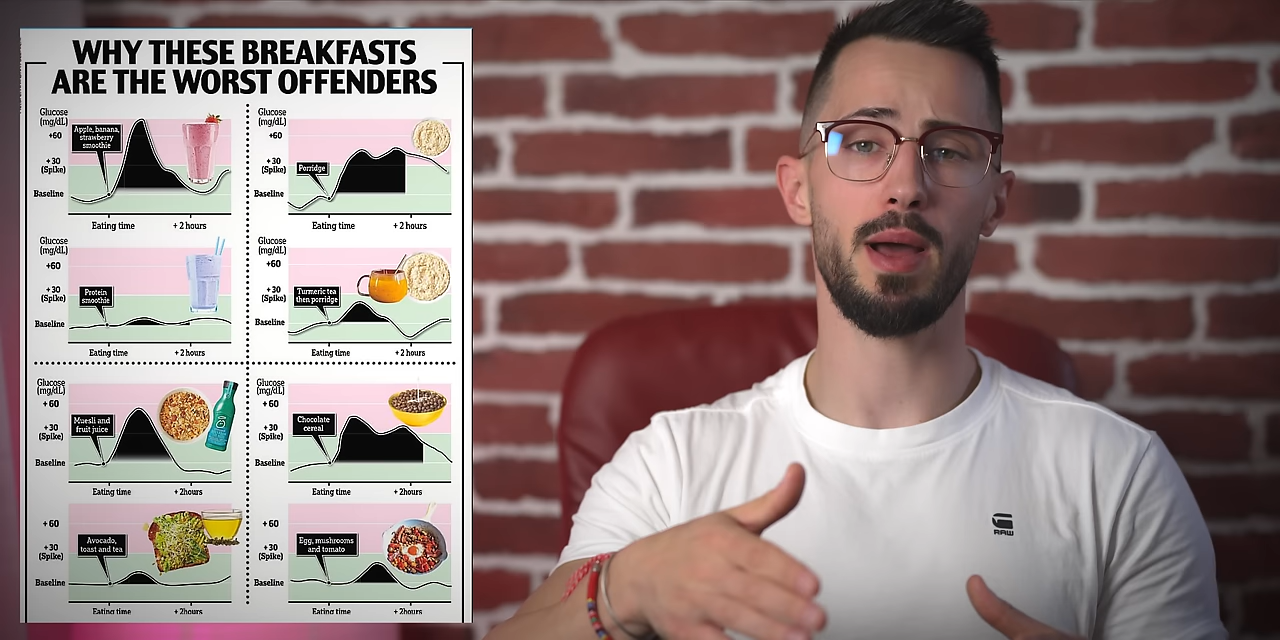 WHY THESE BREAKFASTS
ARE THE WORST OFFENDERS
Glucose
(mg/dL)
+60
+30
(Spike)
Baseline
Apple, banana,
strawberry
smoothie
Eating time
+ 2 hours
Glucose
(mg/dL)
+60
+30
(Spike)
Baseline
Porridge
Eating time
+ 2 hours
Glucose
(mg/dL)
+60
+30
(Spike)
Baseline
Protein
smoothie
Eating time
+ 2 hours
Glucose
(mg/dL)
+60
+30
(Spike)
Baseline
Turmeric tea
then porridge
Eating time
+ 2 hours
Glucose
(mg/dL)
+ 60
+ 30
(Spike)
Baseline
Muesli and
fruit juice
Eating time
+ 2hours
Glucose
(mg/dL)
+ 60
+ 30
(Spike)
Baseline
Chocolate
cereal
Eating time
+ 2hours
+ 60
+ 30
(Spike)
Baseline
Avocado,
toast and tea
Eating time
+ 2hours
+ 60
+ 30
(Spike)
Baseline
Egg, mushrooms
and tomato
Eating time
+ 2hours
RAW